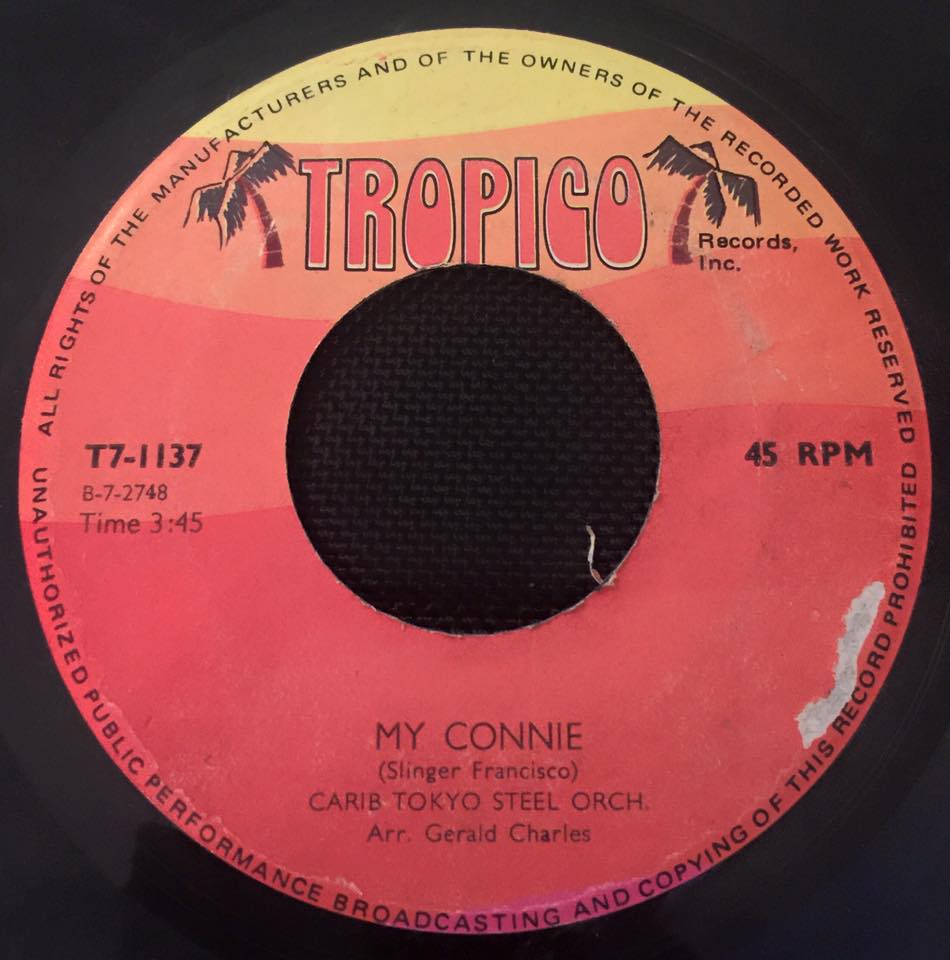 ALL RIGHTS OF THE MANUFACTURERS AND OF THE OWNERS OF THE RECORDED WORK RESERVED
TROPICO
Records,
Inc.
T7-1137
B-7-2748
Time 3:45
45 RPM
MY CONNIE
(Slinger Francisco)
CARIB TOKYO STEEL ORCH.
Arr. Gerald Charles
UNAUTHORIZED PUBLIC PERFORMANCE BROADCASTING AND COPYING OF THIS RECORD PROHIBITED